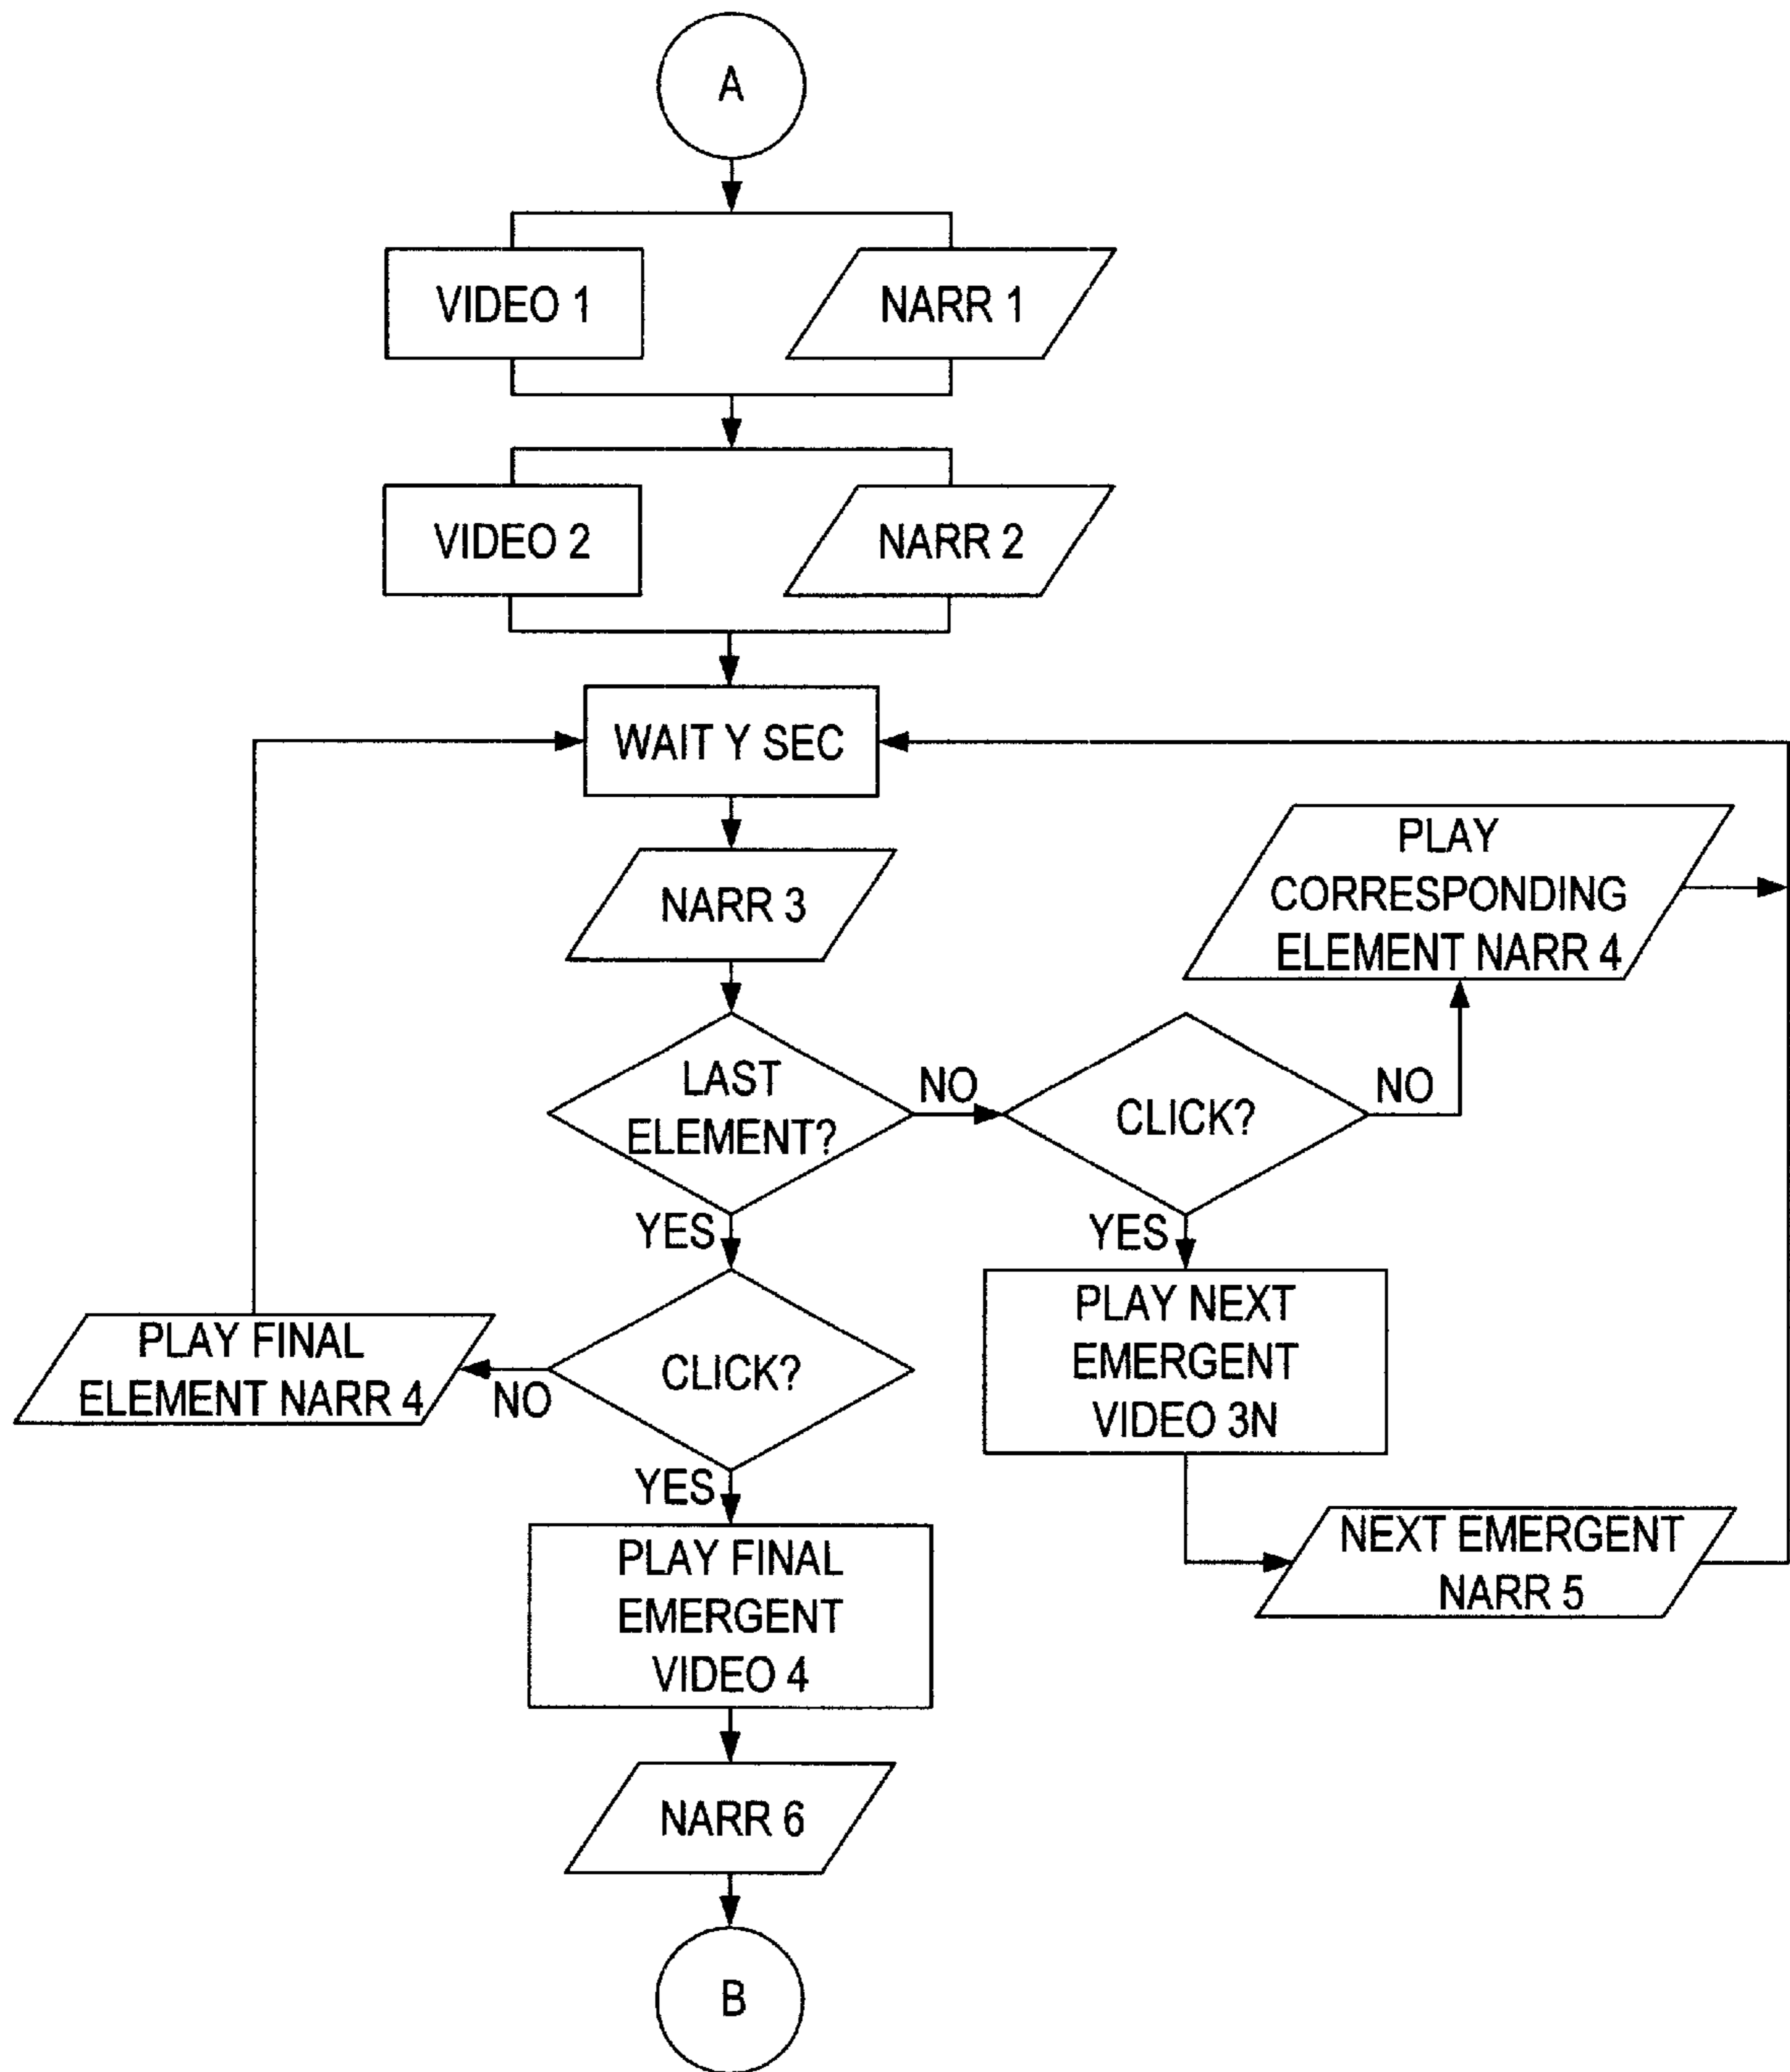 A
VIDEO 1
NARR 1
VIDEO 2
NARR 2
WAIT Y SEC
NARR 3
PLAY
CORRESPONDING
ELEMENT NARR 4
LAST
ELEMENT?
NO
CLICK?
NO
YES
YES
PLAY FINAL
ELEMENT NARR 4
NO
CLICK?
PLAY NEXT
EMERGENT
VIDEO 3N
YES
PLAY FINAL
EMERGENT
VIDEO 4
NEXT EMERGENT
NARR 5
NARR 6
B